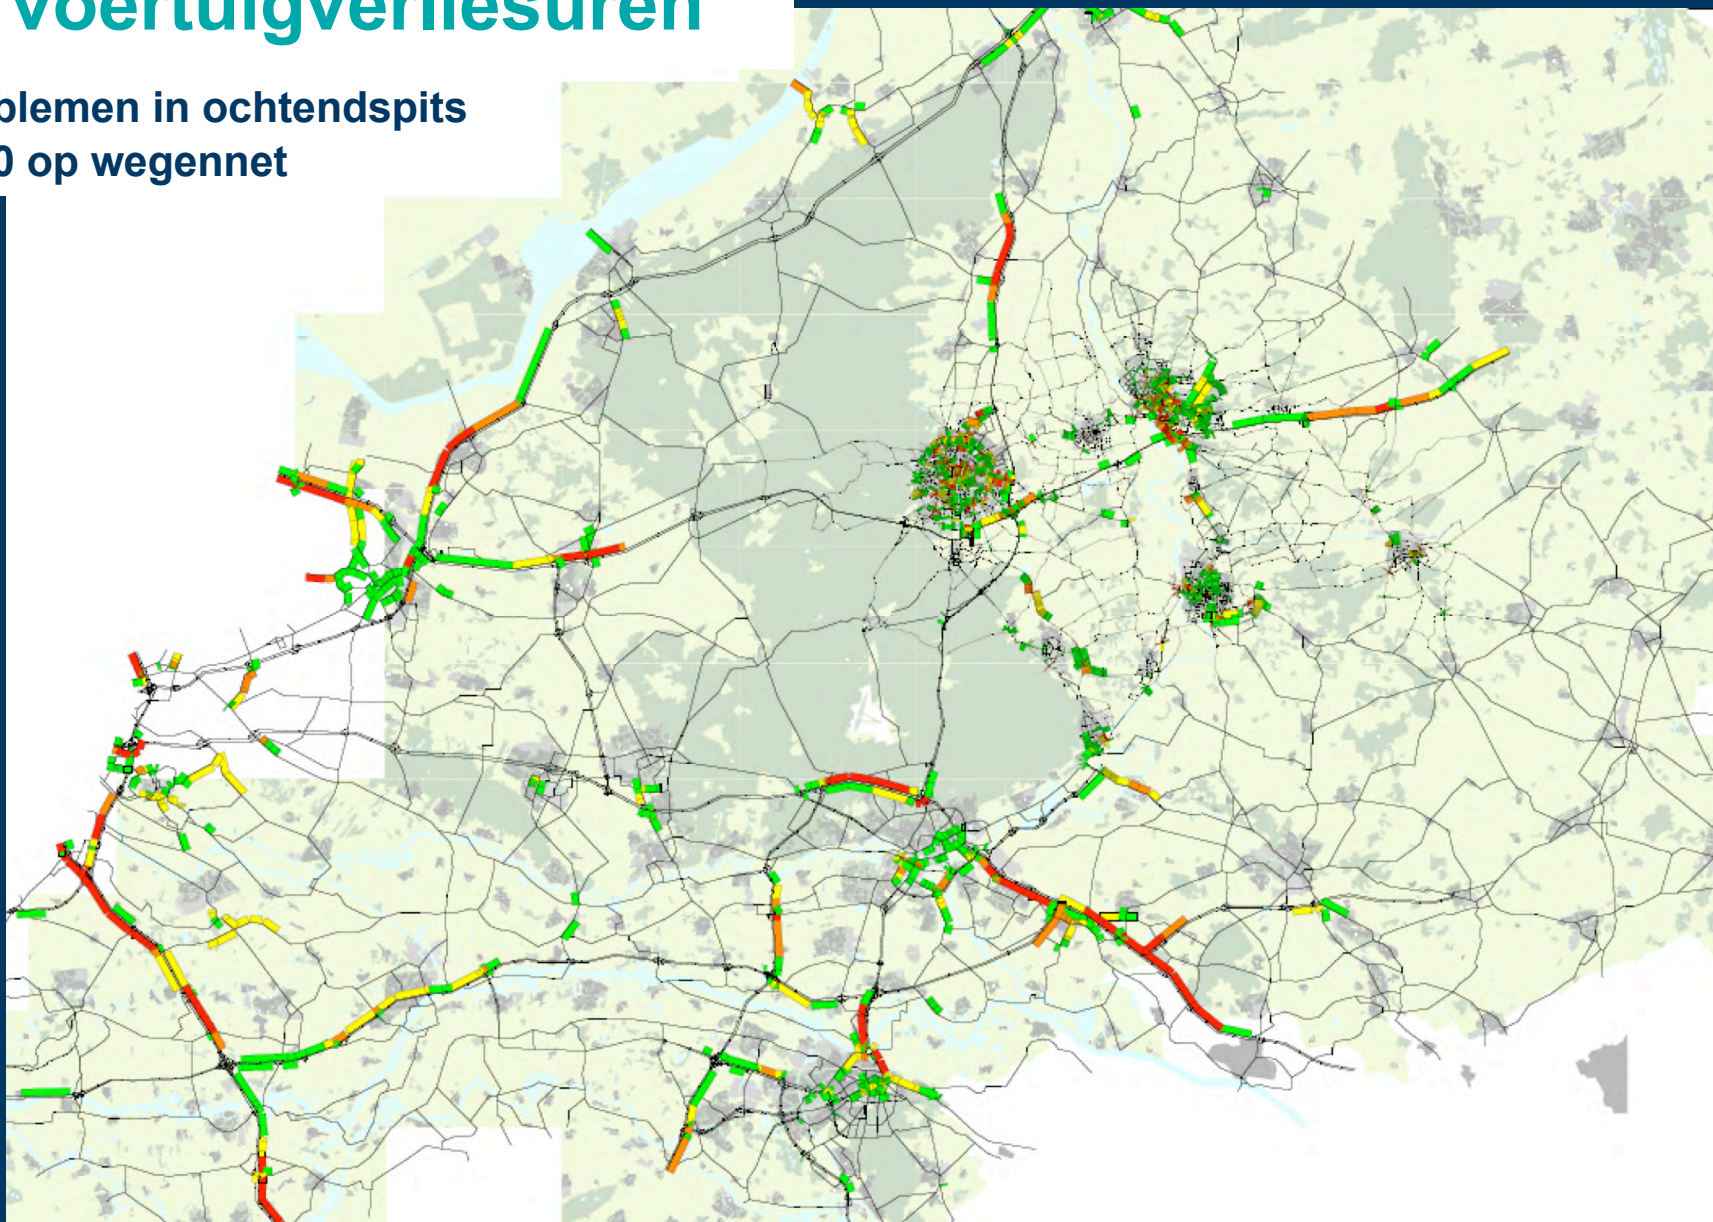 voertuigverliesuren
blemen in ochtendspits
0 op wegennet